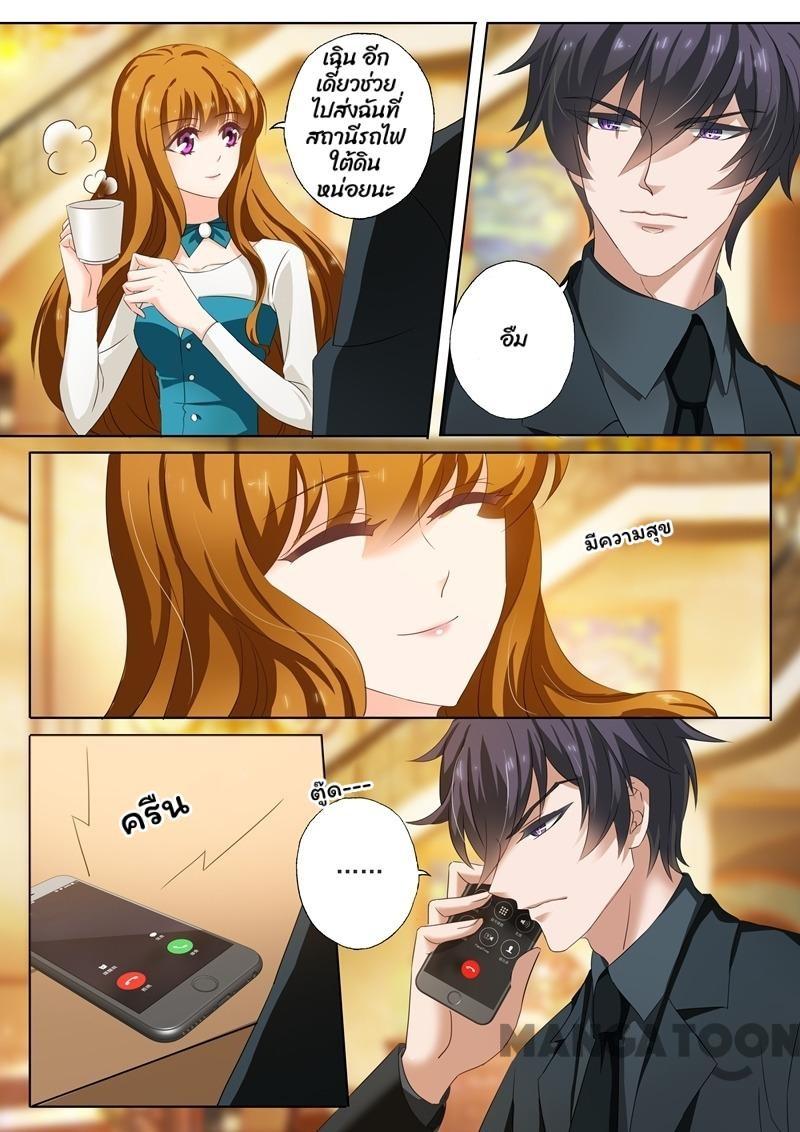 เฉิน อีก
เดี๋ยวช่วย
ไปส่งฉันที่
สถานีรถไฟ
ใต้ดิน
หน่อยนะ
อืม
มีความสุข
ครืน
ตู๊ด---
......
MANGATOON